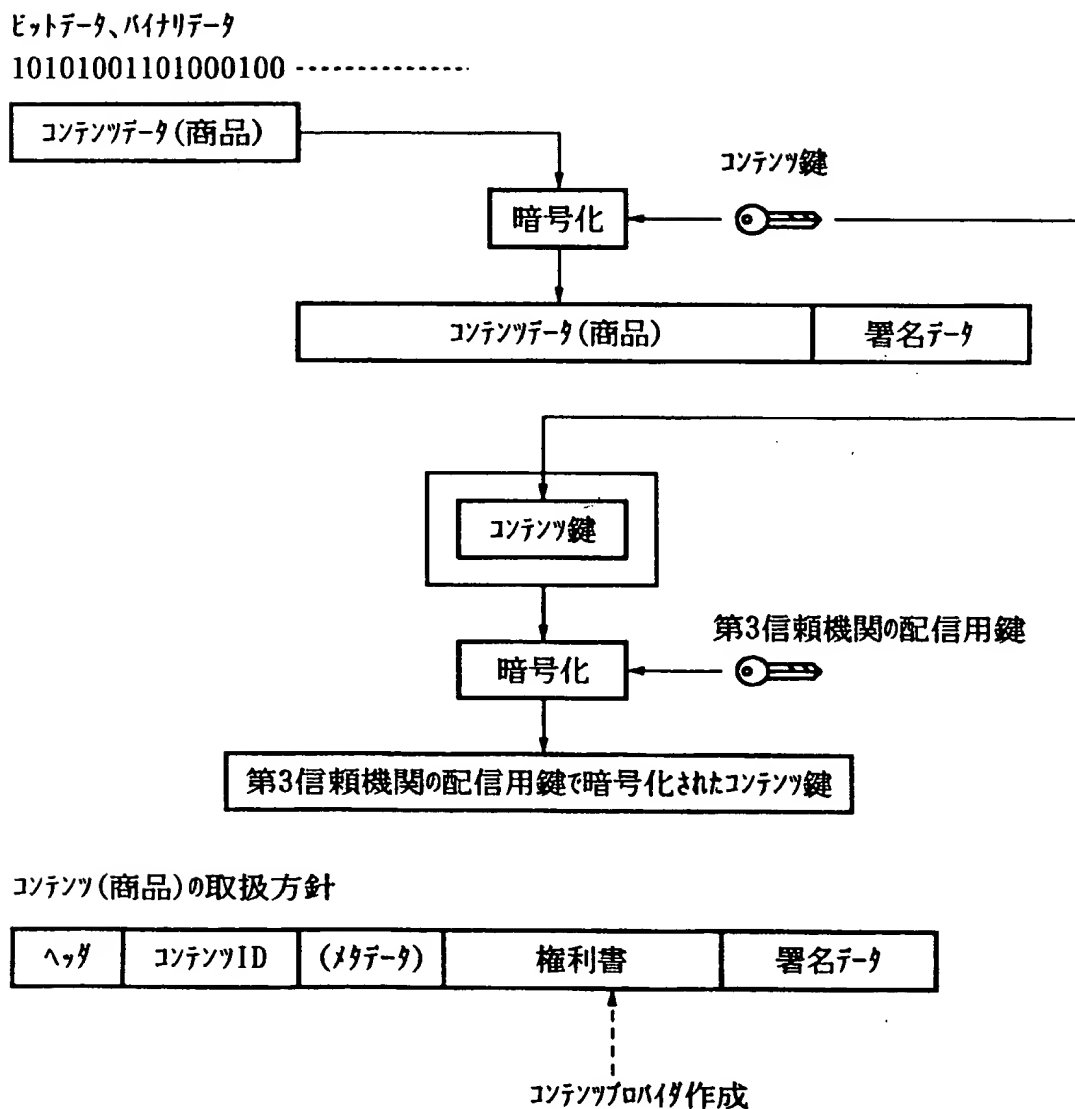 ビットデータ、バイナリデータ
10101001101000100 ---------------
コンテンツデータ(商品)
コンテンツ鍵
暗号化
コンテンツデータ(商品)
署名データ
コンテンツ鍵
第3信頼機関の配信用鍵
暗号化
第3信頼機関の配信用鍵で暗号化されたコンテンツ鍵
コンテンツ(商品)の取扱方針
ヘッダ
コンテンツID
(メタデータ)
権利書
署名データ
コンテンツプロバイダ作成